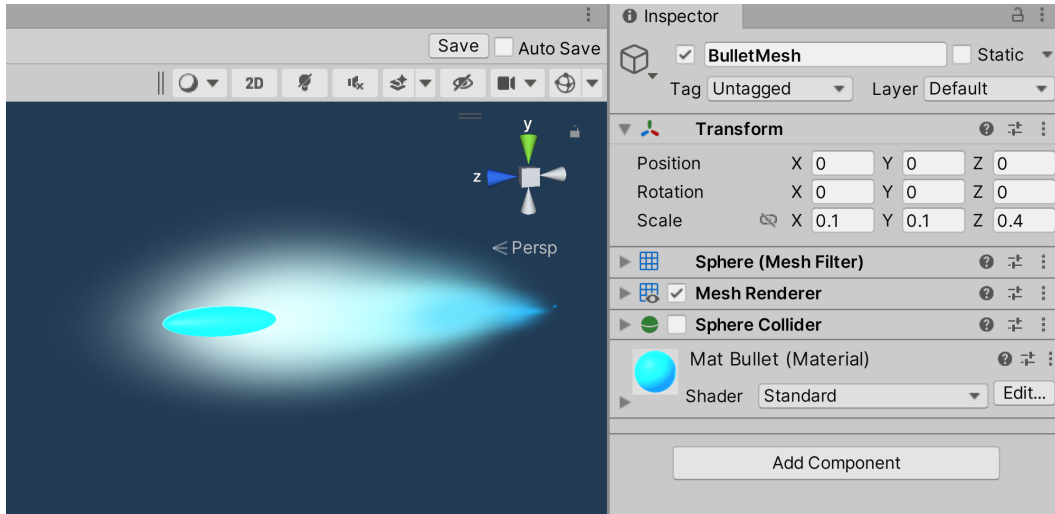 Inspector
Save Auto Save
BulletMesh Static
2D
Tag Untagged Layer Default
y
z
Persp
Transform
Position X 0 Y 0 Z 0
Rotation X 0 Y 0 Z 0
Scale X 0.1 Y 0.1 Z 0.4
Sphere (Mesh Filter)
Mesh Renderer
Sphere Collider
Mat Bullet (Material)
Shader Standard Edit...
Add Component